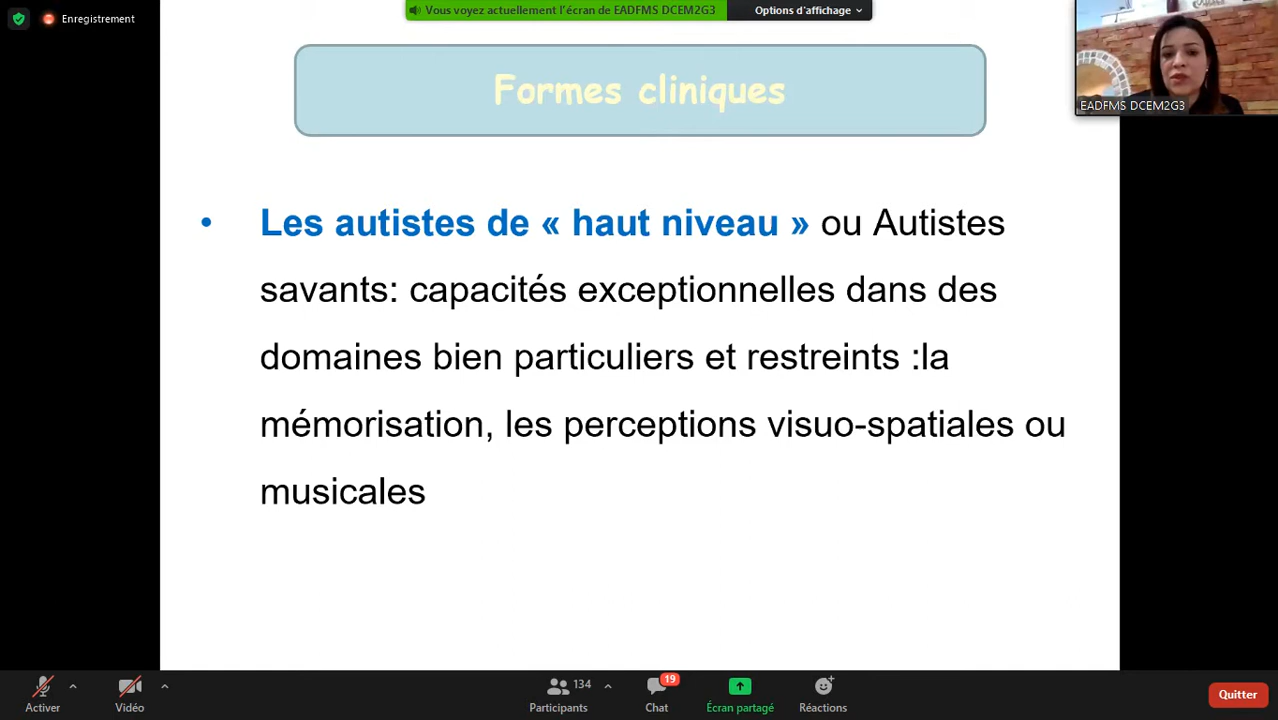 Enregistrement
Vous voyez actuellement l'écran de EADFMS DCEM2G3
Options d'affichage
EADFMS DCEM2G3
Formes cliniques
• Les autistes de « haut niveau » ou Autistes
savants: capacités exceptionnelles dans des
domaines bien particuliers et restreints :la
mémorisation, les perceptions visuo-spatiales ou
musicales
Activer
Vidéo
134
Participants
19
Chat
Écran partagé
Réactions
Quitter